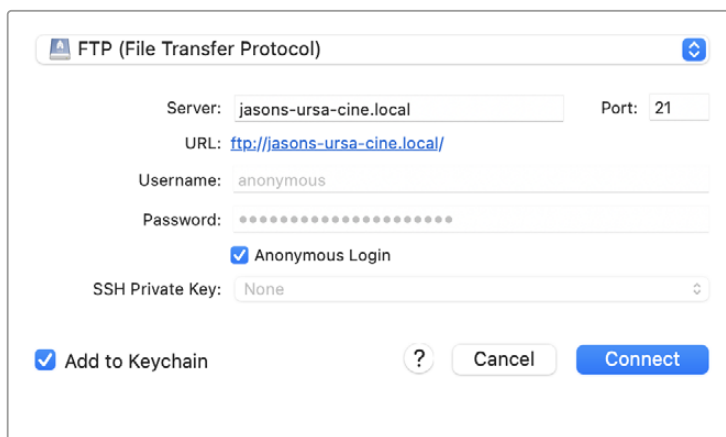 FTP (File Transfer Protocol)
Server: jasons-ursa-cine.local Port: 21
URL: ftp://jasons-ursa-cine.local/
Username: anonymous
Password: ●●●●●●●●●●●●●●●●●●●●●
Anonymous Login
SSH Private Key: None
Add to Keychain ? Cancel Connect